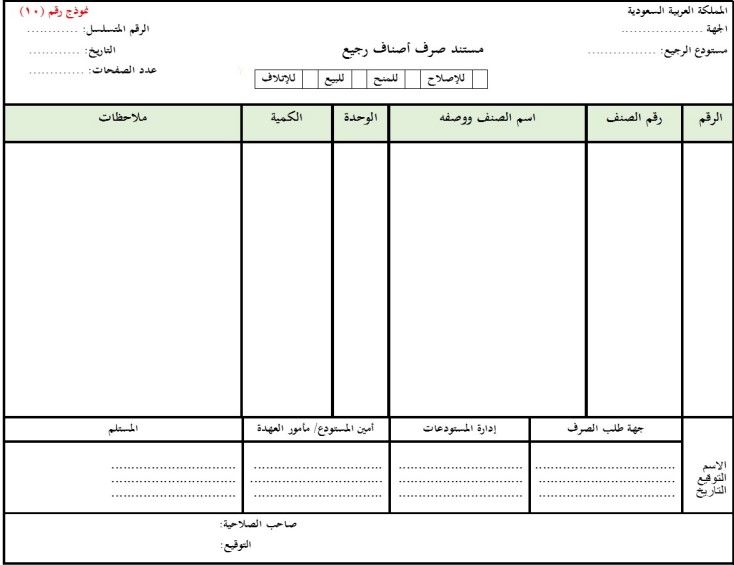 المملكة العربية السعودية
الجهة ...................
مستودع الرجيع: ................
نموذج رقم (١٠)
الرقم المتسلسل: ............
التاريخ: ............
عدد الصفحات: .............
مستند صرف أصناف رجيع
للإصلاح للمنح للبيع للإتلاف
الرقم رقم الصنف اسم الصنف ووصفه الوحدة الكمية ملاحظات
جهة طلب الصرف إدارة المستودعات أمين المستودع/ مأمور العهدة المستلم
الاسم ................................ ................................ ................................ ................................
التوقيع ................................ ................................ ................................ ................................
التاريخ ................................ ................................ ................................ ................................
صاحب الصلاحية:
التوقيع: